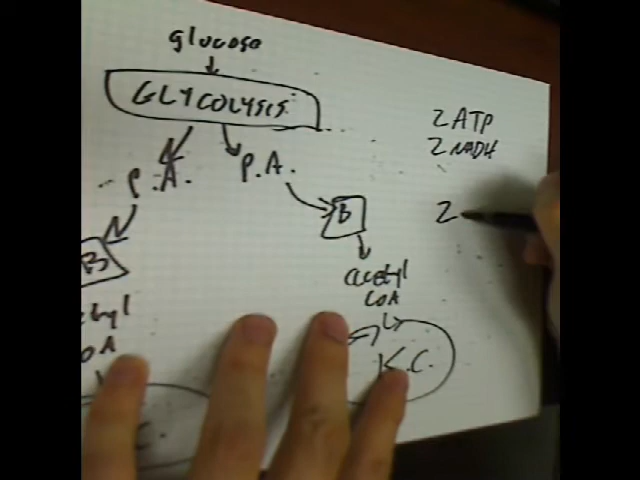 glucose
GLYCOLYSIS
2 ATP
2 NADH
P.A.
P.A.
B
2
B
acetyl
COA
K.C.